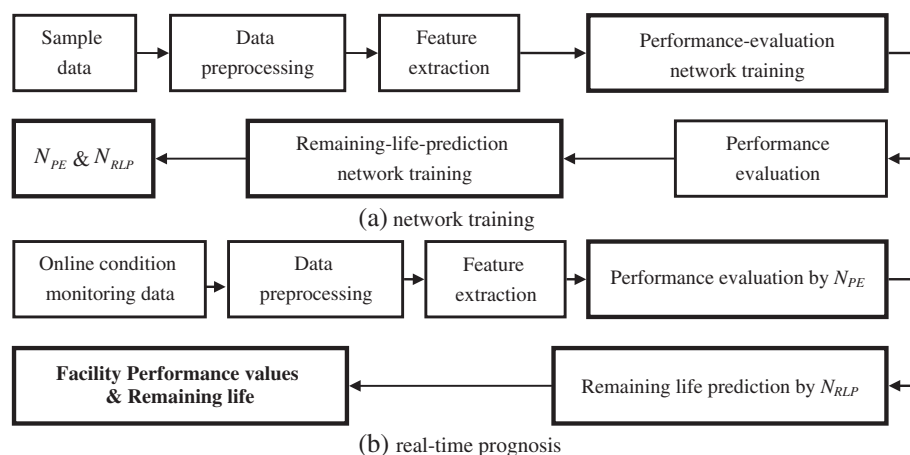 Sample
data
Data
preprocessing
Feature
extraction
Performance-evaluation
network training
Performance
evaluation
Remaining-life-prediction
network training
N_PE & N_RLP
(a) network training
Online condition
monitoring data
Data
preprocessing
Feature
extraction
Performance evaluation by N_PE
Remaining life prediction by N_RLP
Facility Performance values
& Remaining life
(b) real-time prognosis